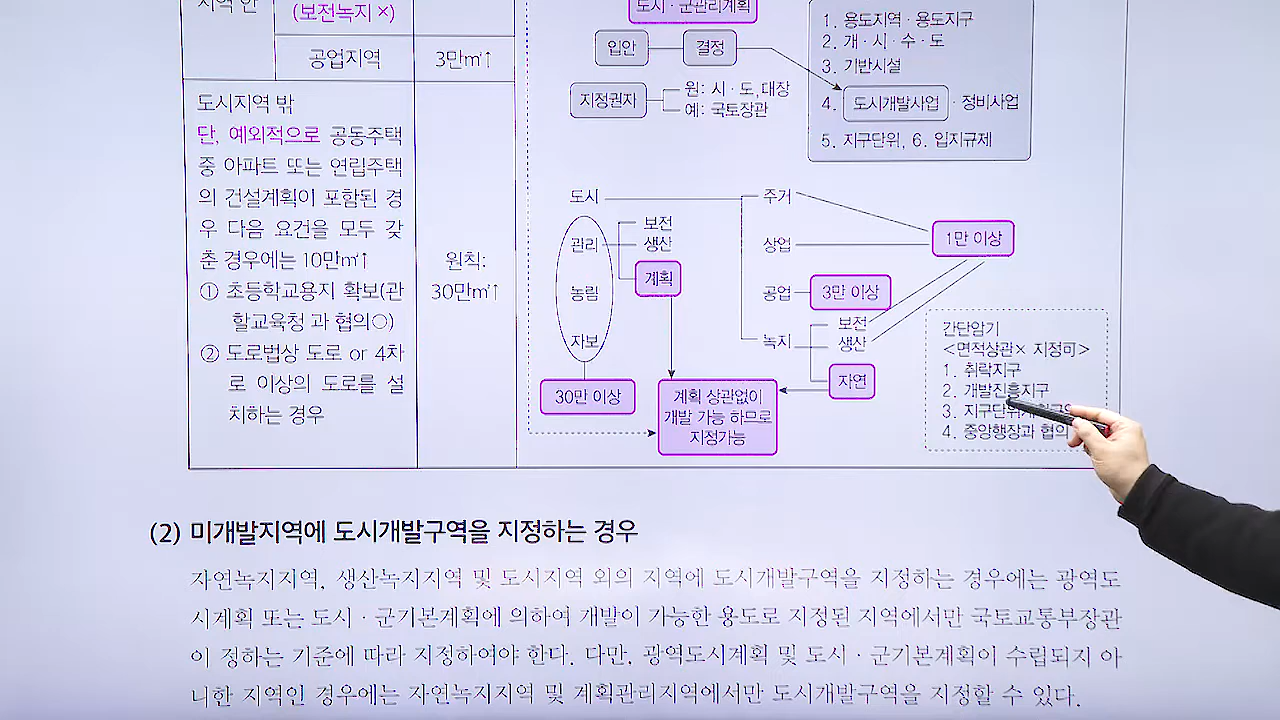 지역 안
(보전녹지×)
공업지역
3만㎡↑
도시지역 밖
단, 예외적으로 공동주택
중 아파트 또는 연립주택
의 건설계획이 포함된 경
우 다음 요건을 모두 갖
춘 경우에는 10만㎡↑
① 초등학교용지 확보(관
할교육청 과 협의○)
② 도로법상 도로 or 4차
로 이상의 도로를 설
치하는 경우
원칙:
30만㎡↑
도시·군관리계획
입안
결정
지정권자
원: 시·도, 대장
예: 국토장관
1. 용도지역·용도지구
2. 개·시·수·도
3. 기반시설
4. 도시개발사업·정비사업
5. 지구단위, 6. 입지규제
도시
관리
농림
자보
30만 이상
보전
생산
계획
계획 상관없이
개발 가능 하므로
지정가능
주거
상업
공업
3만 이상
녹지
보전
생산
자연
1만 이상
간단암기
<면적상관× 지정可>
1. 취락지구
2. 개발진흥지구
3. 지구단위
4. 중앙행장과 협의
(2) 미개발지역에 도시개발구역을 지정하는 경우
자연녹지지역, 생산녹지지역 및 도시지역 외의 지역에 도시개발구역을 지정하는 경우에는 광역도
시계획 또는 도시·군기본계획에 의하여 개발이 가능한 용도로 지정된 지역에서만 국토교통부장관
이 정하는 기준에 따라 지정하여야 한다. 다만, 광역도시계획 및 도시·군기본계획이 수립되지 아
니한 지역인 경우에는 자연녹지지역 및 계획관리지역에서만 도시개발구역을 지정할 수 있다.